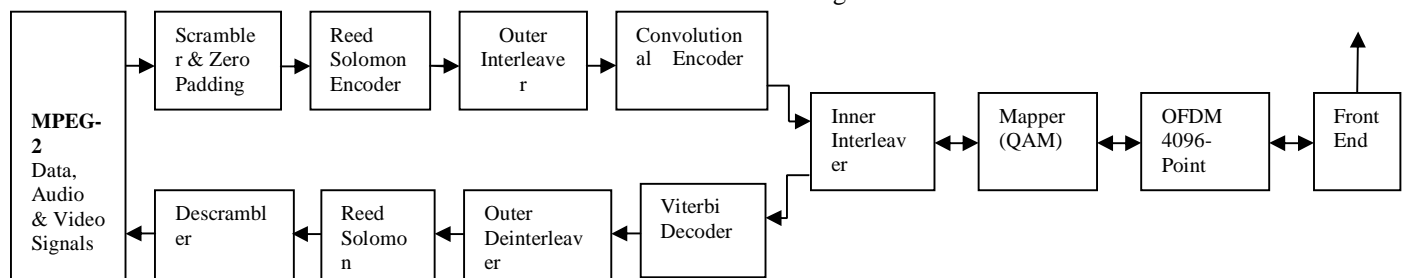 Scramble
r & Zero
Padding
Reed
Solomon
Encoder
Outer
Interleave
r
Convolution
al Encoder
MPEG-
2
Data,
Audio
& Video
Signals
Inner
Interleav
er
Mapper
(QAM)
OFDM
4096-
Point
Front
End
Descrambl
er
Reed
Solomo
n
Outer
Deinterleav
er
Viterbi
Decoder